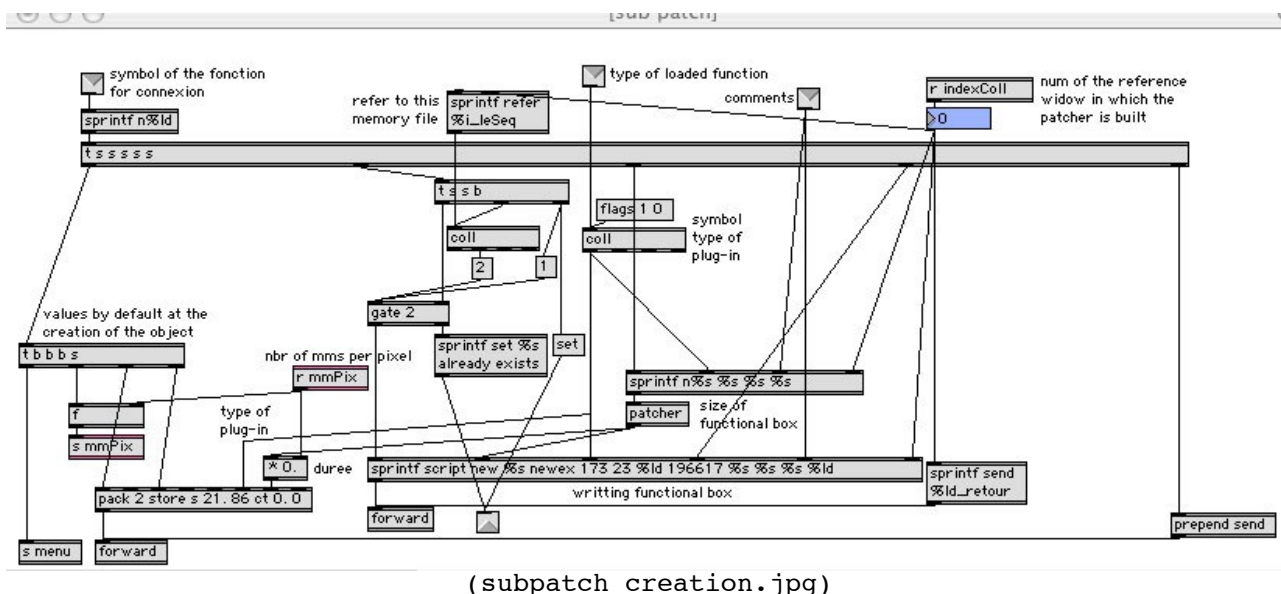 [sub patch]
symbol of the fonction
for connexion
sprintf n%ld
refer to this
memory file
sprintf refer
%i_leSeq
type of loaded function
comments
r indexColl
0
num of the reference
widow in which the
patcher is built
t s s s s s
t s s b
flags 1 0
coll
coll
symbol
type of
plug-in
2
1
gate 2
values by default at the
creation of the object
t b b b s
sprintf set %s
already exists
set
nbr of mms per pixel
r mmPix
sprintf n%s %s %s %s
f
type of
plug-in
patcher
size of
functional box
s mmPix
* 0.
duree
sprintf script new %s newex 173 23 %ld 196617 %s %s %s %ld
sprintf send
%ld_retour
pack 2 store s 21.86 ct 0. 0
writting functional box
forward
prepend send
s menu
forward
(subpatch creation.jpg)